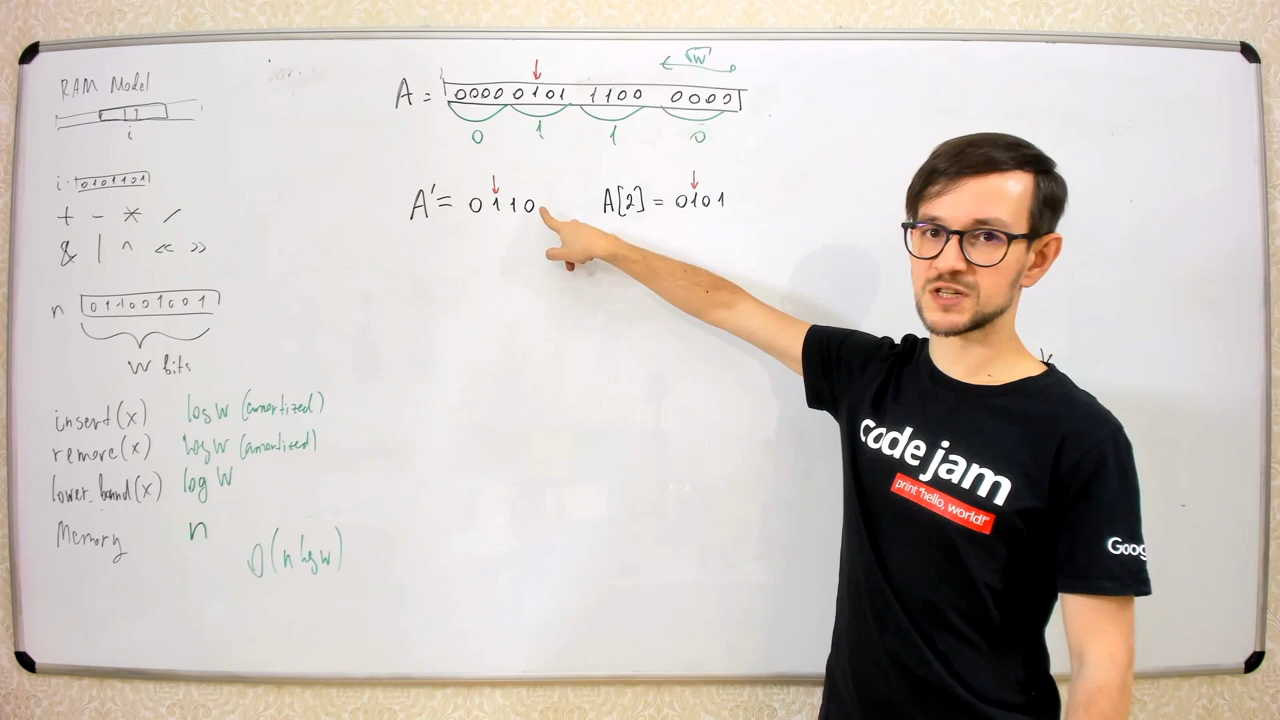 RAM Model
i
i: 0101101
+ - * /
& | ^ << >>
n 011001001
w bits
insert(x) log w (amortized)
remove(x) log w (amortized)
lower_bound(x) log w
Memory n
O(n log w)
√w
A = 0000 0101 1100 0000
0 1 1 0
A' = 0110 A[2] = 0101
code jam
print "hello, world!"
Goog